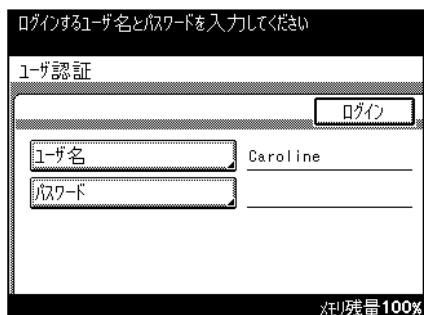 ログインするユーザ名とパスワードを入力してください
ユーザ認証
ログイン
ユーザ名 Caroline
パスワード
メモリ残量100%